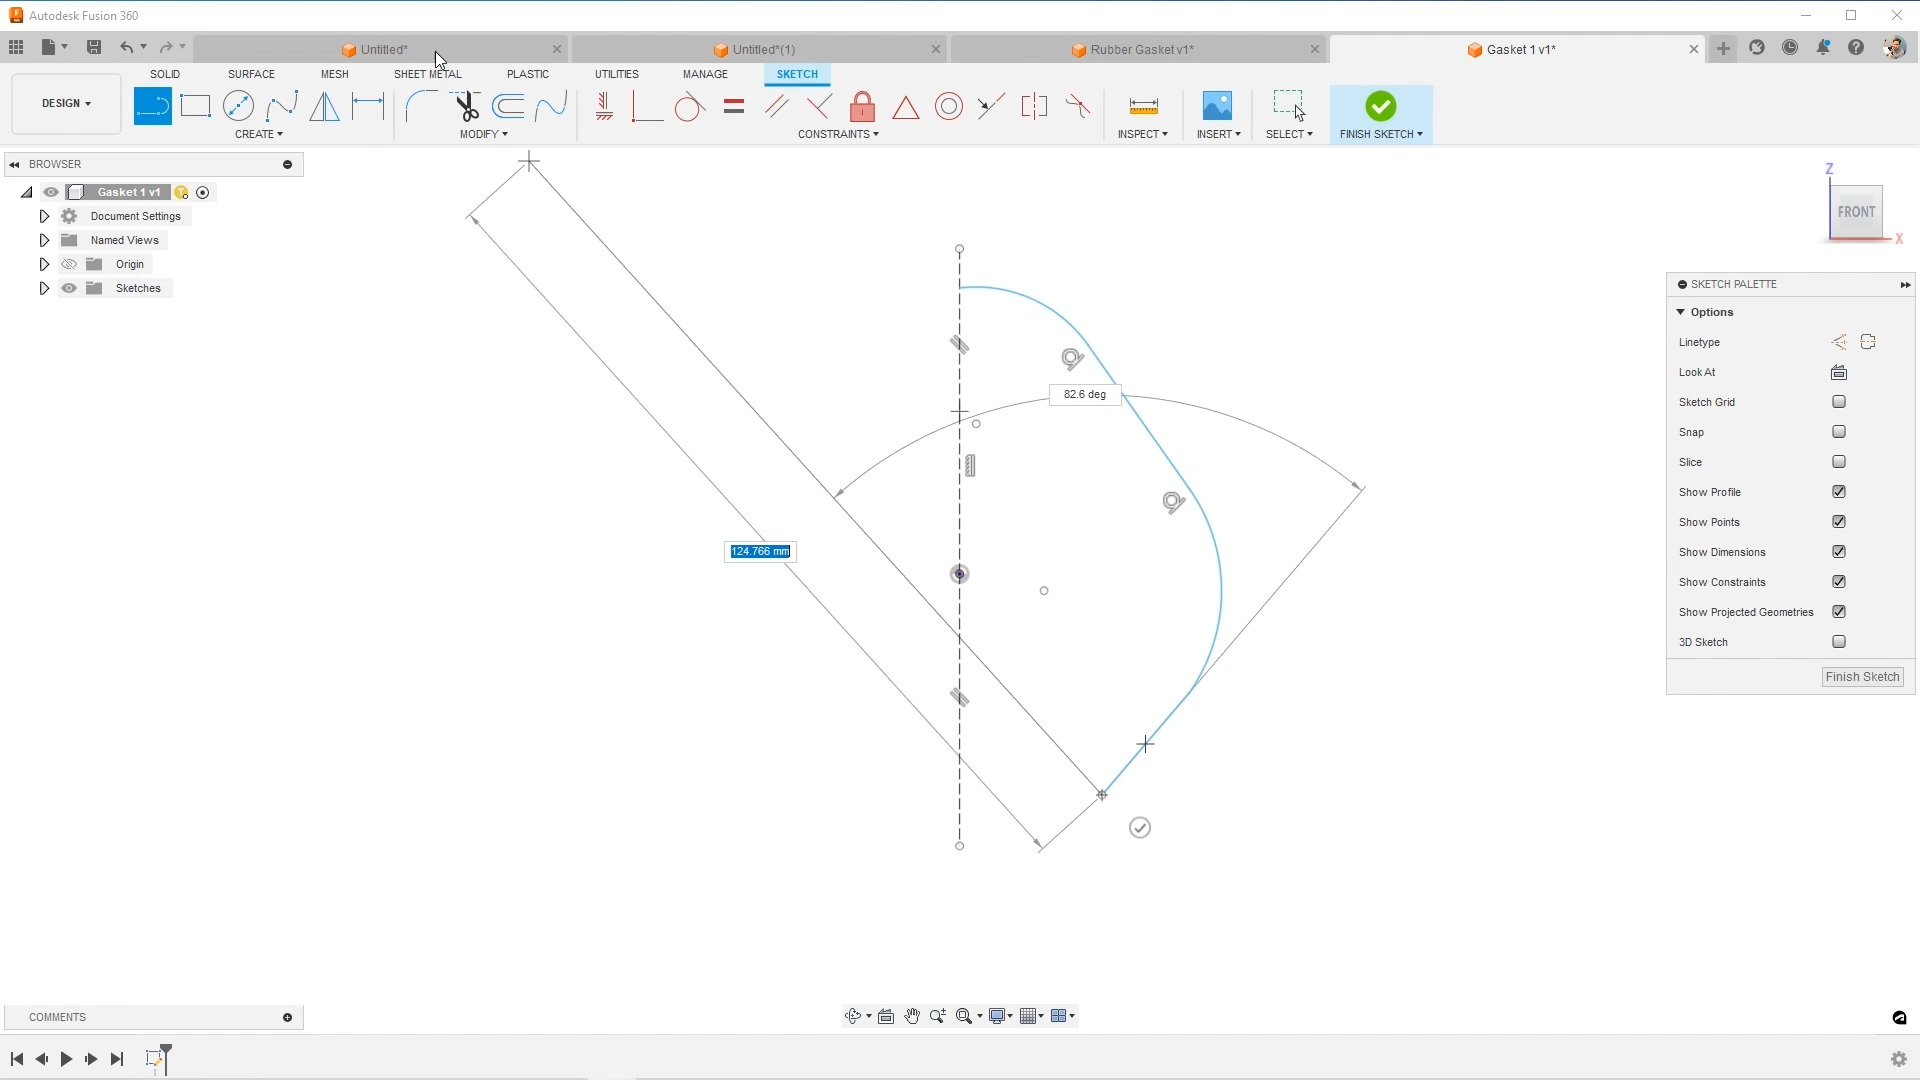 Autodesk Fusion 360
Untitled*
Untitled*(1)
Rubber Gasket v1*
Gasket 1 v1*
SOLID
SURFACE
MESH
SHEET METAL
PLASTIC
UTILITIES
MANAGE
SKETCH
DESIGN
CREATE
MODIFY
CONSTRAINTS
INSPECT
INSERT
SELECT
FINISH SKETCH
BROWSER
Gasket 1 v1
Document Settings
Named Views
Origin
Sketches
Z
FRONT
X
82.6 deg
124.766 mm
SKETCH PALETTE
Options
Linetype
Look At
Sketch Grid
Snap
Slice
Show Profile
Show Points
Show Dimensions
Show Constraints
Show Projected Geometries
3D Sketch
Finish Sketch
COMMENTS